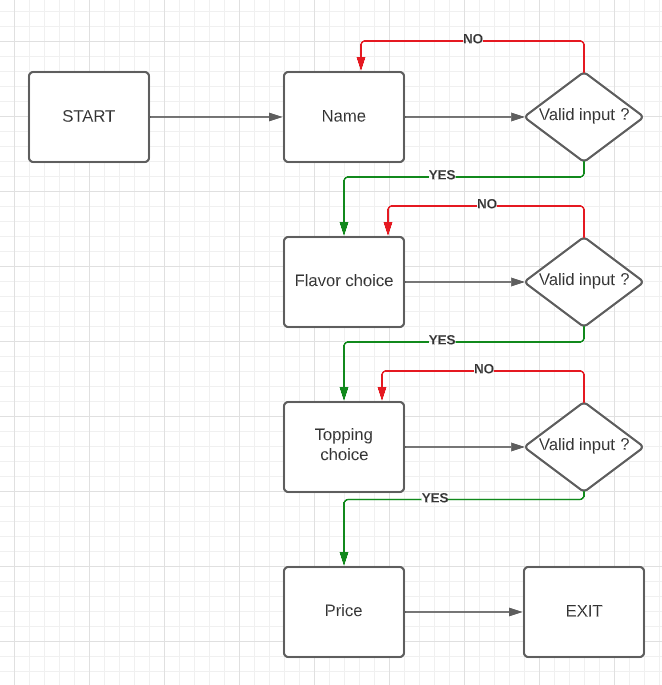 NO
START
Name
Valid input ?
YES
NO
Flavor choice
Valid input ?
YES
NO
Topping
choice
Valid input ?
YES
Price
EXIT